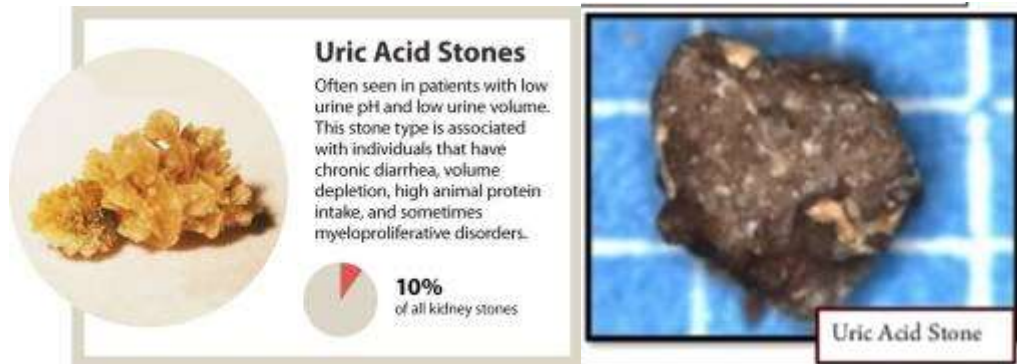 Uric Acid Stones
Often seen in patients with low
urine pH and low urine volume.
This stone type is associated
with individuals that have
chronic diarrhea, volume
depletion, high animal protein
intake, and sometimes
myeloproliferative disorders.
10%
of all kidney stones
Uric Acid Stone